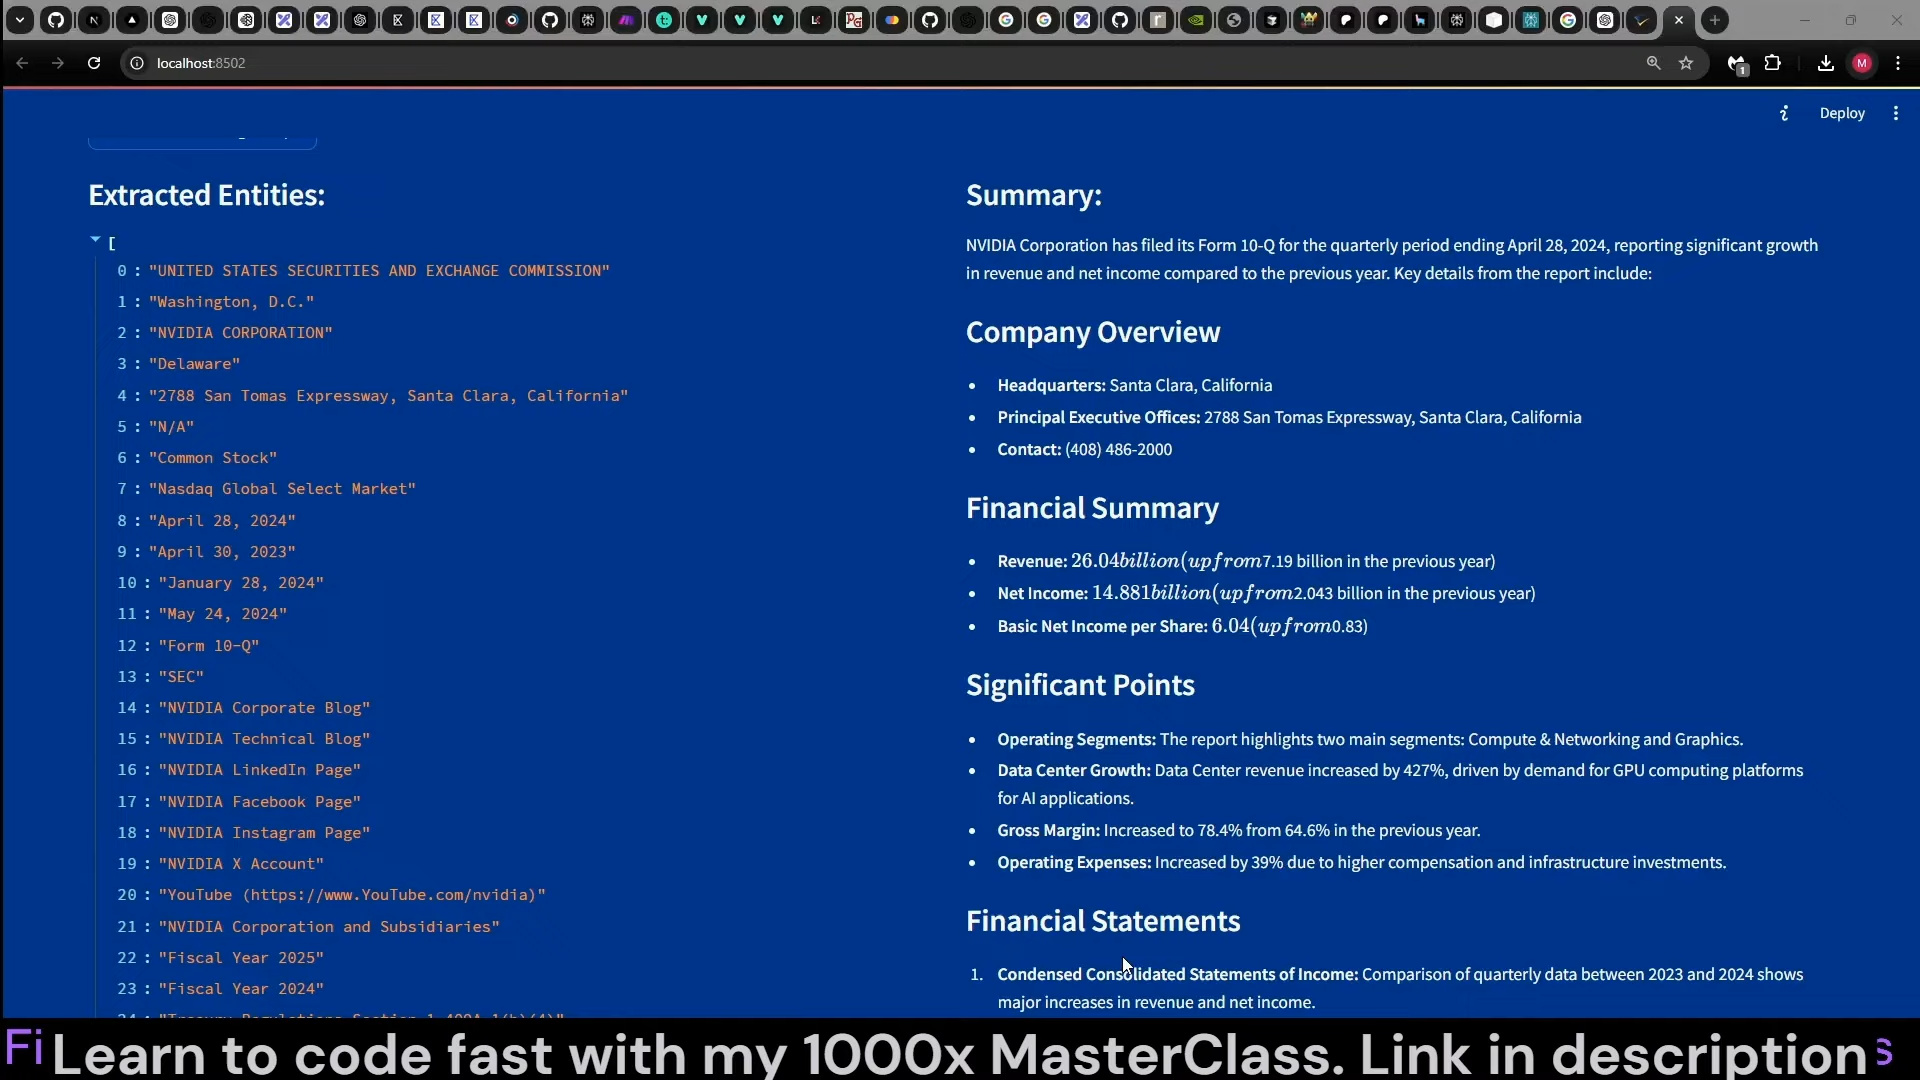 localhost:8502
1
M
Deploy
Extracted Entities:
[
0 : "UNITED STATES SECURITIES AND EXCHANGE COMMISSION"
1 : "Washington, D.C."
2 : "NVIDIA CORPORATION"
3 : "Delaware"
4 : "2788 San Tomas Expressway, Santa Clara, California"
5 : "N/A"
6 : "Common Stock"
7 : "Nasdaq Global Select Market"
8 : "April 28, 2024"
9 : "April 30, 2023"
10 : "January 28, 2024"
11 : "May 24, 2024"
12 : "Form 10-Q"
13 : "SEC"
14 : "NVIDIA Corporate Blog"
15 : "NVIDIA Technical Blog"
16 : "NVIDIA LinkedIn Page"
17 : "NVIDIA Facebook Page"
18 : "NVIDIA Instagram Page"
19 : "NVIDIA X Account"
20 : "YouTube (https://www.YouTube.com/nvidia)"
21 : "NVIDIA Corporation and Subsidiaries"
22 : "Fiscal Year 2025"
23 : "Fiscal Year 2024"
Summary:
NVIDIA Corporation has filed its Form 10-Q for the quarterly period ending April 28, 2024, reporting significant growth
in revenue and net income compared to the previous year. Key details from the report include:
Company Overview
• Headquarters: Santa Clara, California
• Principal Executive Offices: 2788 San Tomas Expressway, Santa Clara, California
• Contact: (408) 486-2000
Financial Summary
• Revenue: 26.04billion(upfrom7.19 billion in the previous year)
• Net Income: 14.881billion(upfrom2.043 billion in the previous year)
• Basic Net Income per Share: 6.04(upfrom0.83)
Significant Points
• Operating Segments: The report highlights two main segments: Compute & Networking and Graphics.
• Data Center Growth: Data Center revenue increased by 427%, driven by demand for GPU computing platforms
for AI applications.
• Gross Margin: Increased to 78.4% from 64.6% in the previous year.
• Operating Expenses: Increased by 39% due to higher compensation and infrastructure investments.
Financial Statements
1. Condensed Consolidated Statements of Income: Comparison of quarterly data between 2023 and 2024 shows
major increases in revenue and net income.
Fi Learn to code fast with my 1000x MasterClass. Link in description s